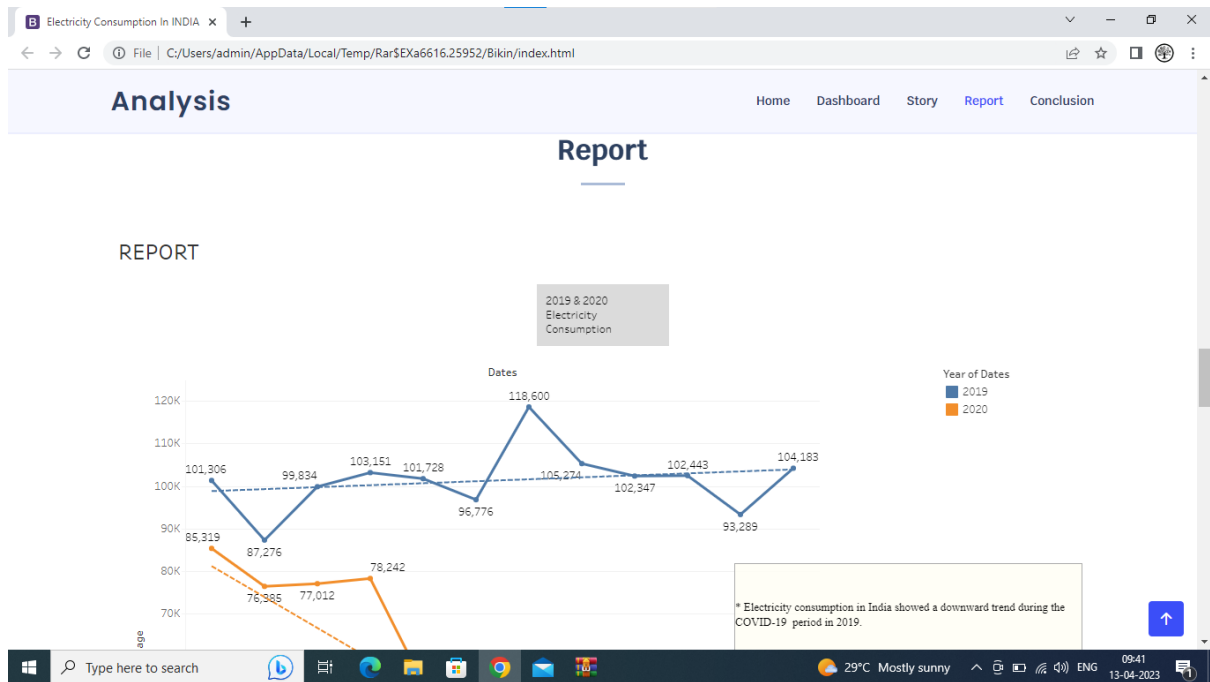 Electricity Consumption In INDIA
File C:/Users/admin/AppData/Local/Temp/Rar$EXa6616.25952/Bikin/index.html
Analysis
Home Dashboard Story Report Conclusion
Report
REPORT
2019 & 2020
Electricity
Consumption
Dates
Year of Dates
2019
2020
120K
110K
100K
90K
80K
70K
age
118,600
101,306
99,834
103,151
101,728
105,274
102,347
102,443
104,183
96,776
93,289
87,276
85,319
76,385
77,012
78,242
* Electricity consumption in India showed a downward trend during the
COVID-19 period in 2019.
Type here to search
29°C Mostly sunny
ENG
09:41
13-04-2023
1